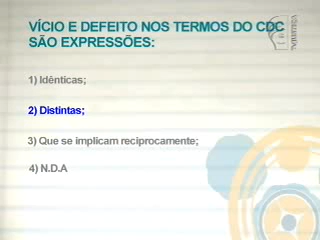 VÍCIO E DEFEITO NOS TERMOS DO CDC
SÃO EXPRESSÕES:
1) Idênticas;
2) Distintas;
3) Que se implicam reciprocamente;
4) N.D.A